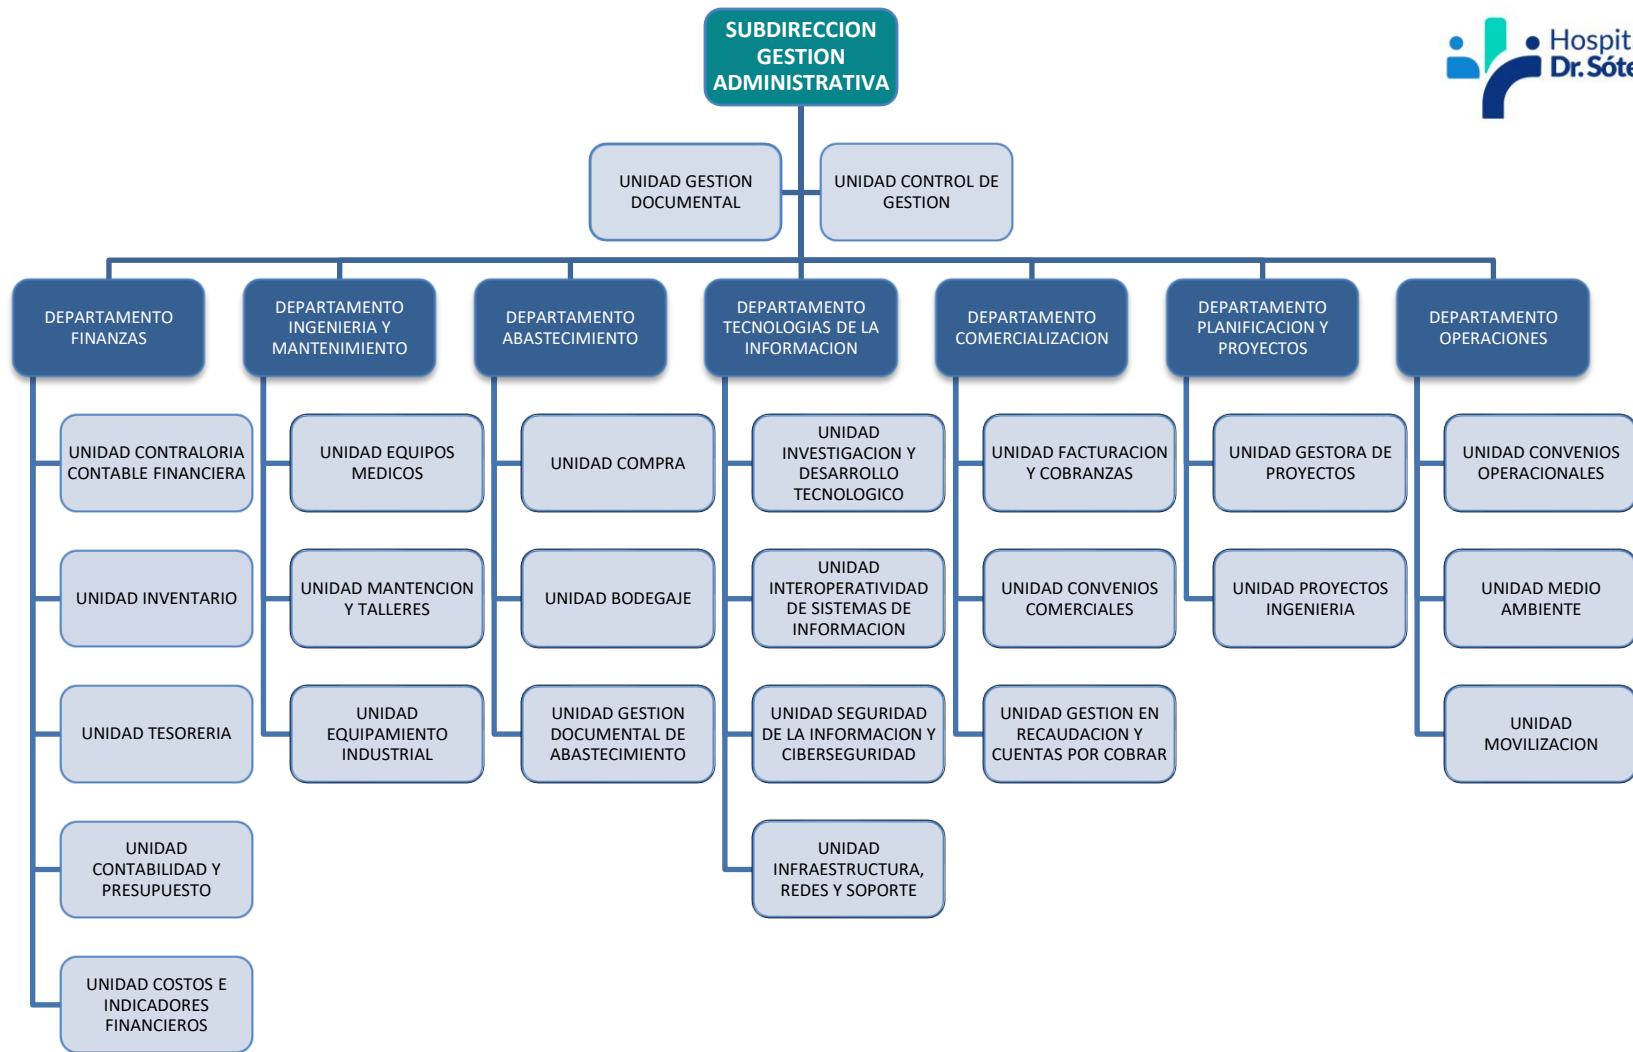 SUBDIRECCION
GESTION
ADMINISTRATIVA
UNIDAD GESTION
DOCUMENTAL
UNIDAD CONTROL DE
GESTION
DEPARTAMENTO
FINANZAS
DEPARTAMENTO
INGENIERIA Y
MANTENIMIENTO
DEPARTAMENTO
ABASTECIMIENTO
DEPARTAMENTO
TECNOLOGIAS DE LA
INFORMACION
DEPARTAMENTO
COMERCIALIZACION
DEPARTAMENTO
PLANIFICACION Y
PROYECTOS
DEPARTAMENTO
OPERACIONES
UNIDAD CONTRALORIA
CONTABLE FINANCIERA
UNIDAD INVENTARIO
UNIDAD TESORERIA
UNIDAD
CONTABILIDAD Y
PRESUPUESTO
UNIDAD COSTOS E
INDICADORES
FINANCIEROS
UNIDAD EQUIPOS
MEDICOS
UNIDAD MANTENCION
Y TALLERES
UNIDAD
EQUIPAMIENTO
INDUSTRIAL
UNIDAD COMPRA
UNIDAD BODEGAJE
UNIDAD GESTION
DOCUMENTAL DE
ABASTECIMIENTO
UNIDAD
INVESTIGACION Y
DESARROLLO
TECNOLOGICO
UNIDAD
INTEROPERATIVIDAD
DE SISTEMAS DE
INFORMACION
UNIDAD SEGURIDAD
DE LA INFORMACION Y
CIBERSEGURIDAD
UNIDAD
INFRAESTRUCTURA,
REDES Y SOPORTE
UNIDAD FACTURACION
Y COBRANZAS
UNIDAD CONVENIOS
COMERCIALES
UNIDAD GESTION EN
RECAUDACION Y
CUENTAS POR COBRAR
UNIDAD GESTORA DE
PROYECTOS
UNIDAD PROYECTOS
INGENIERIA
UNIDAD CONVENIOS
OPERACIONALES
UNIDAD MEDIO
AMBIENTE
UNIDAD
MOVILIZACION
Hospit
Dr. Sóte